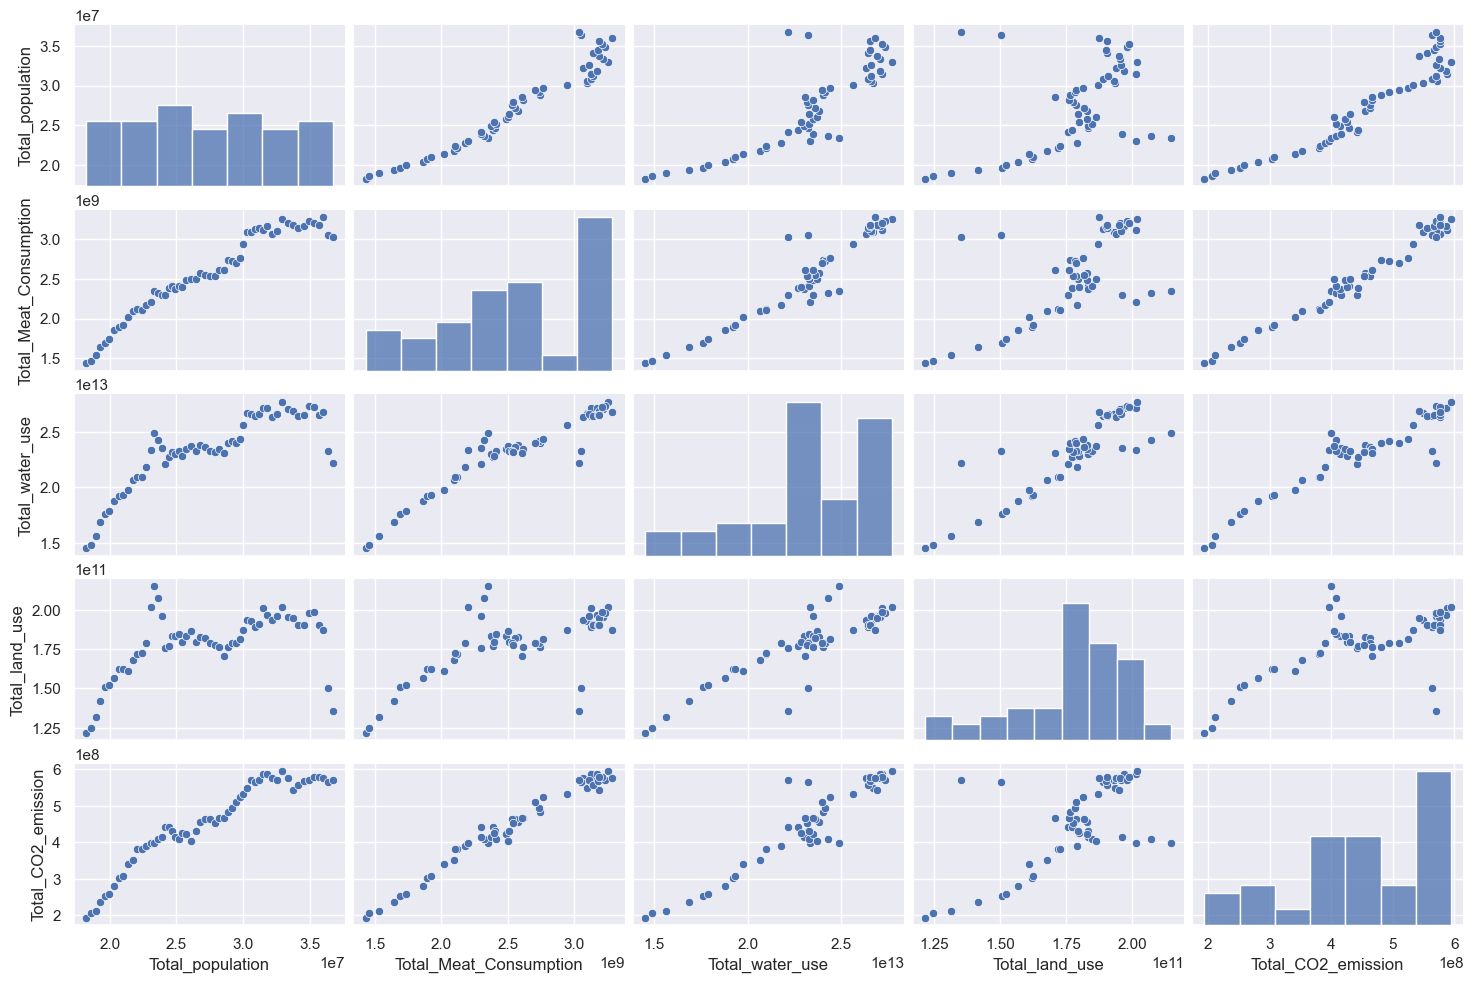 1e7
Total_population
3.5
3.0
2.5
2.0
1e9
Total_Meat_Consumption
3.0
2.5
2.0
1.5
1e13
Total_water_use
2.5
2.0
1.5
1e11
Total_land_use
2.00
1.75
1.50
1.25
1e8
Total_CO2_emission
6
5
4
3
2
2.0 2.5 3.0 3.5 1.5 2.0 2.5 3.0 1.5 2.0 2.5 1.25 1.50 1.75 2.00 2 3 4 5 6
Total_population 1e7 Total_Meat_Consumption 1e9 Total_water_use 1e13 Total_land_use 1e11 Total_CO2_emission 1e8